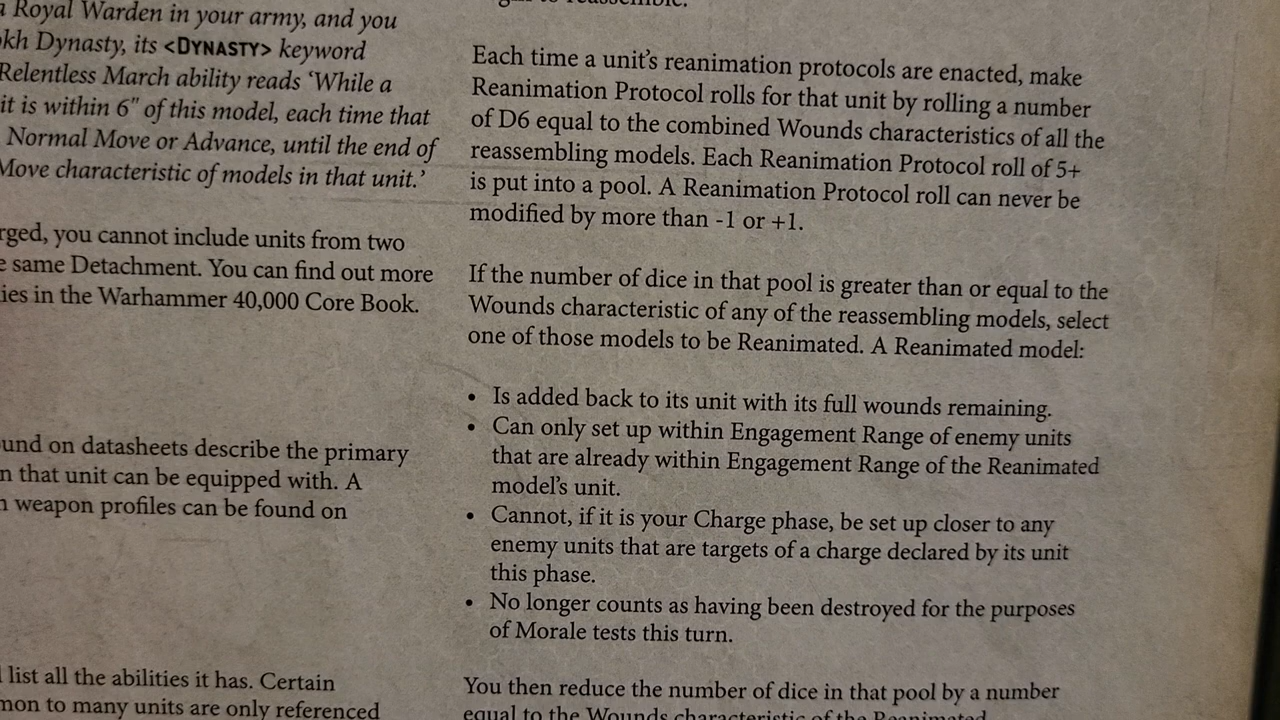 a Royal Warden in your army, and you
kh Dynasty, its <DYNASTY> keyword
Relentless March ability reads ‘While a
it is within 6" of this model, each time that
Normal Move or Advance, until the end of
Move characteristic of models in that unit.’
rged, you cannot include units from two
e same Detachment. You can find out more
ies in the Warhammer 40,000 Core Book.
ound on datasheets describe the primary
n that unit can be equipped with. A
n weapon profiles can be found on
l list all the abilities it has. Certain
mon to many units are only referenced
to reassemble.
Each time a unit’s reanimation protocols are enacted, make
Reanimation Protocol rolls for that unit by rolling a number
of D6 equal to the combined Wounds characteristics of all the
reassembling models. Each Reanimation Protocol roll of 5+
is put into a pool. A Reanimation Protocol roll can never be
modified by more than -1 or +1.
If the number of dice in that pool is greater than or equal to the
Wounds characteristic of any of the reassembling models, select
one of those models to be Reanimated. A Reanimated model:
• Is added back to its unit with its full wounds remaining.
• Can only set up within Engagement Range of enemy units
that are already within Engagement Range of the Reanimated
model’s unit.
• Cannot, if it is your Charge phase, be set up closer to any
enemy units that are targets of a charge declared by its unit
this phase.
• No longer counts as having been destroyed for the purposes
of Morale tests this turn.
You then reduce the number of dice in that pool by a number
equal to the Wounds characteristic of the Reanimated